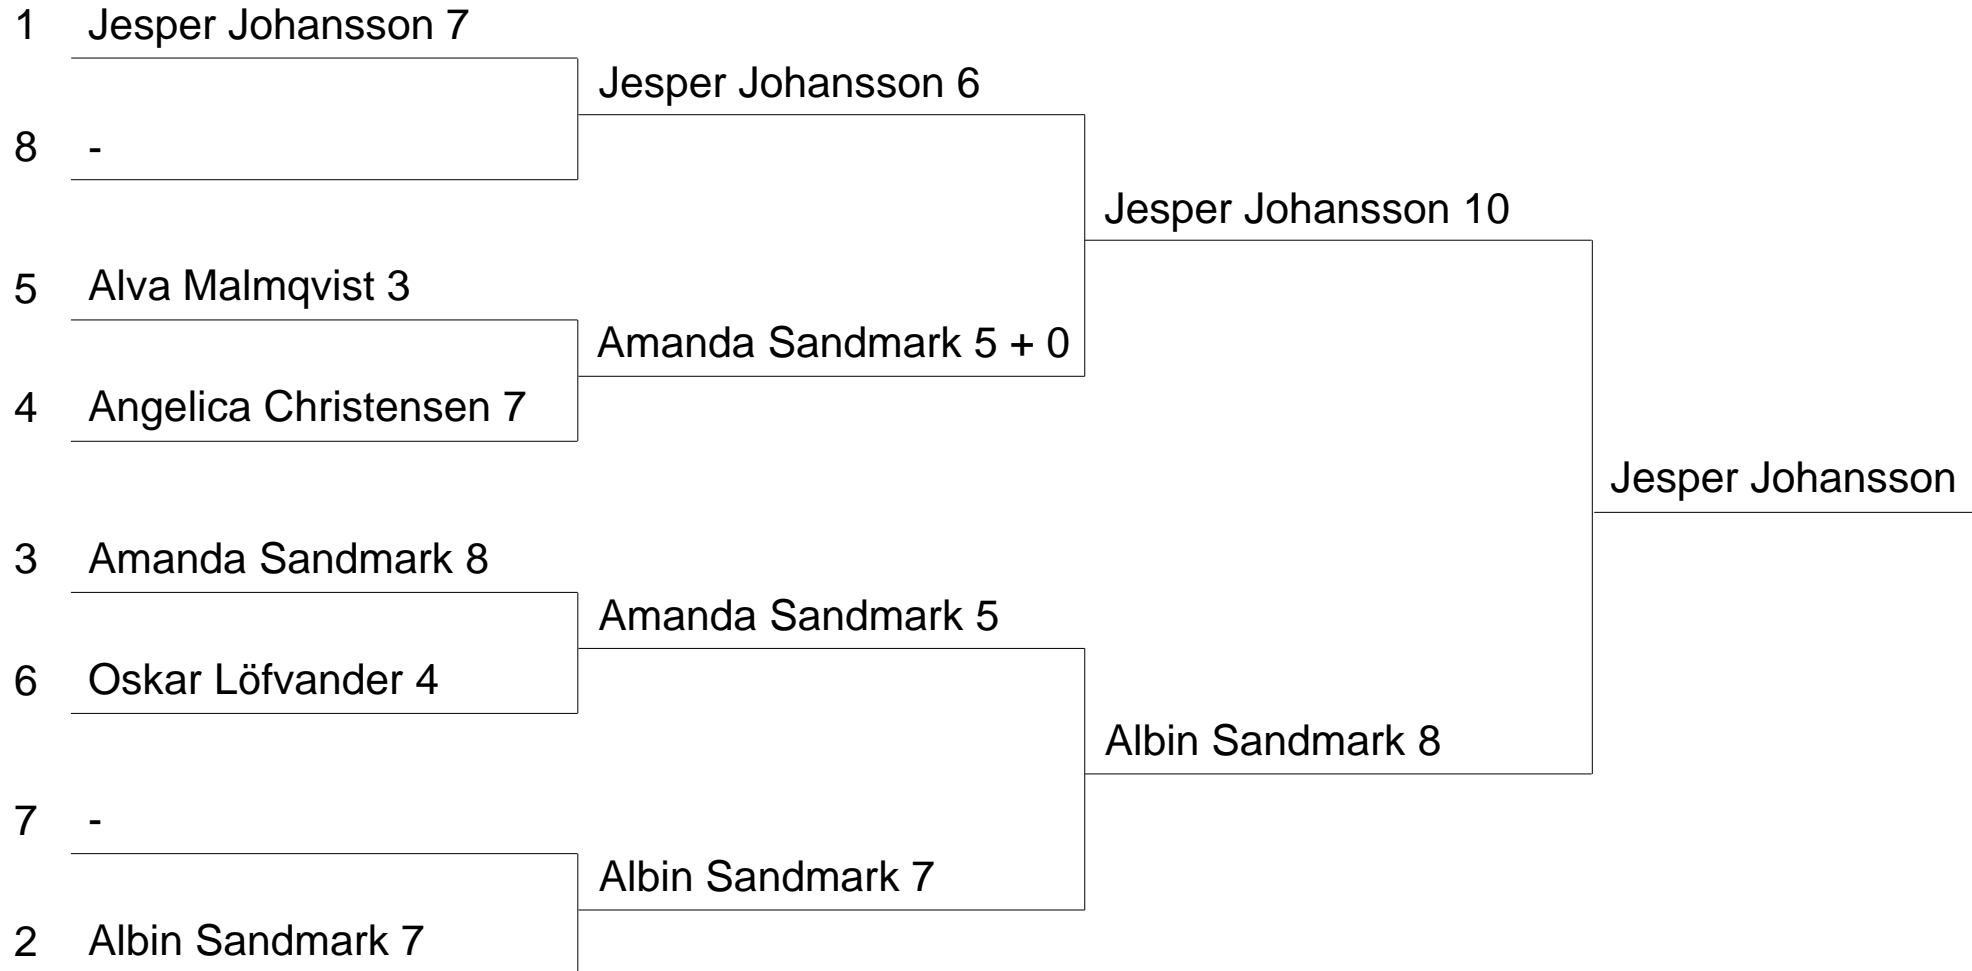 1 Jesper Johansson 7
Jesper Johansson 6
8 -
Jesper Johansson 10
5 Alva Malmqvist 3
Amanda Sandmark 5 + 0
4 Angelica Christensen 7
Jesper Johansson
3 Amanda Sandmark 8
Amanda Sandmark 5
6 Oskar Löfvander 4
Albin Sandmark 8
7 -
Albin Sandmark 7
2 Albin Sandmark 7